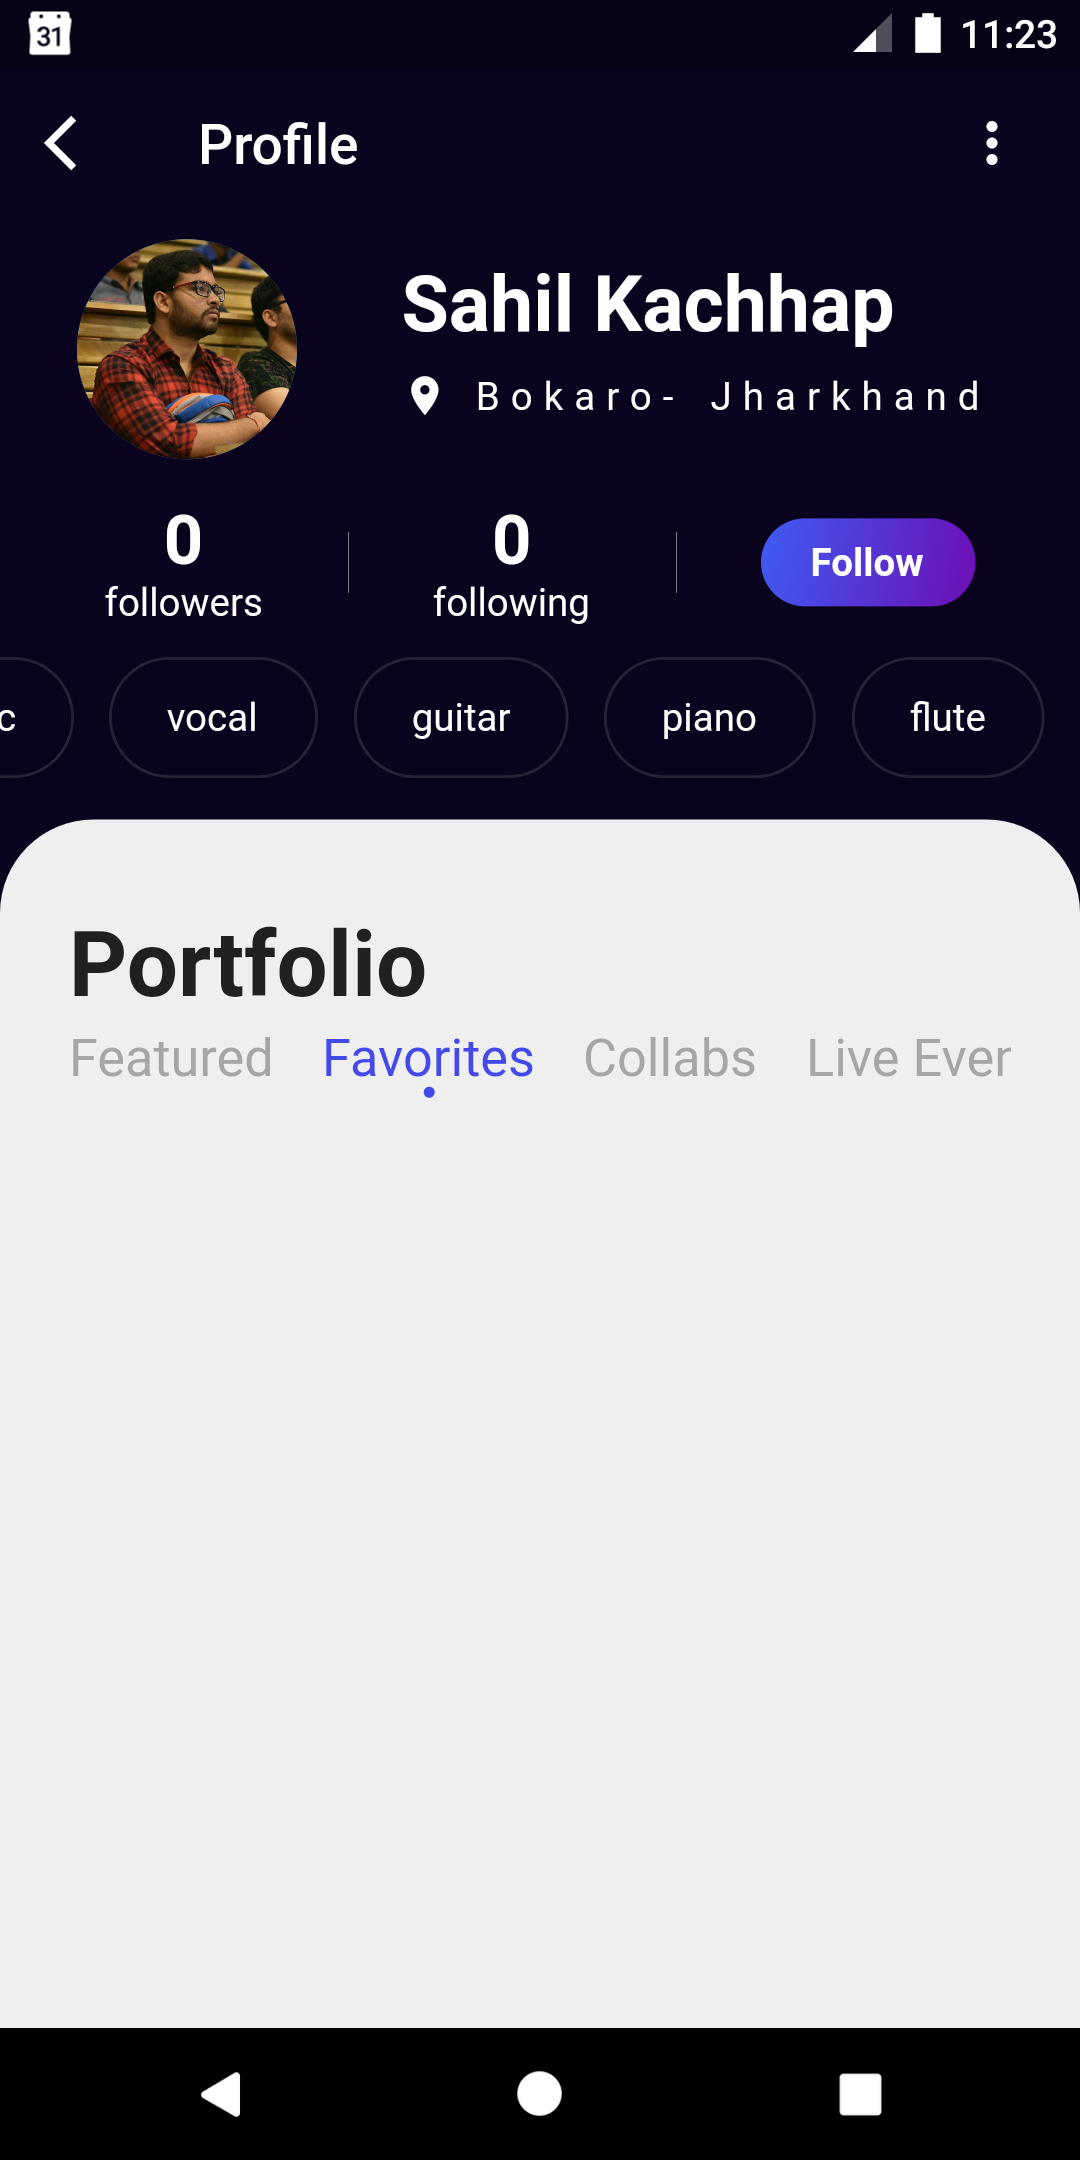 31 11:23
Profile
Sahil Kachhap
Bokaro- Jharkhand
0 0 Follow
followers following
c vocal guitar piano flute
Portfolio
Featured Favorites Collabs Live Ever